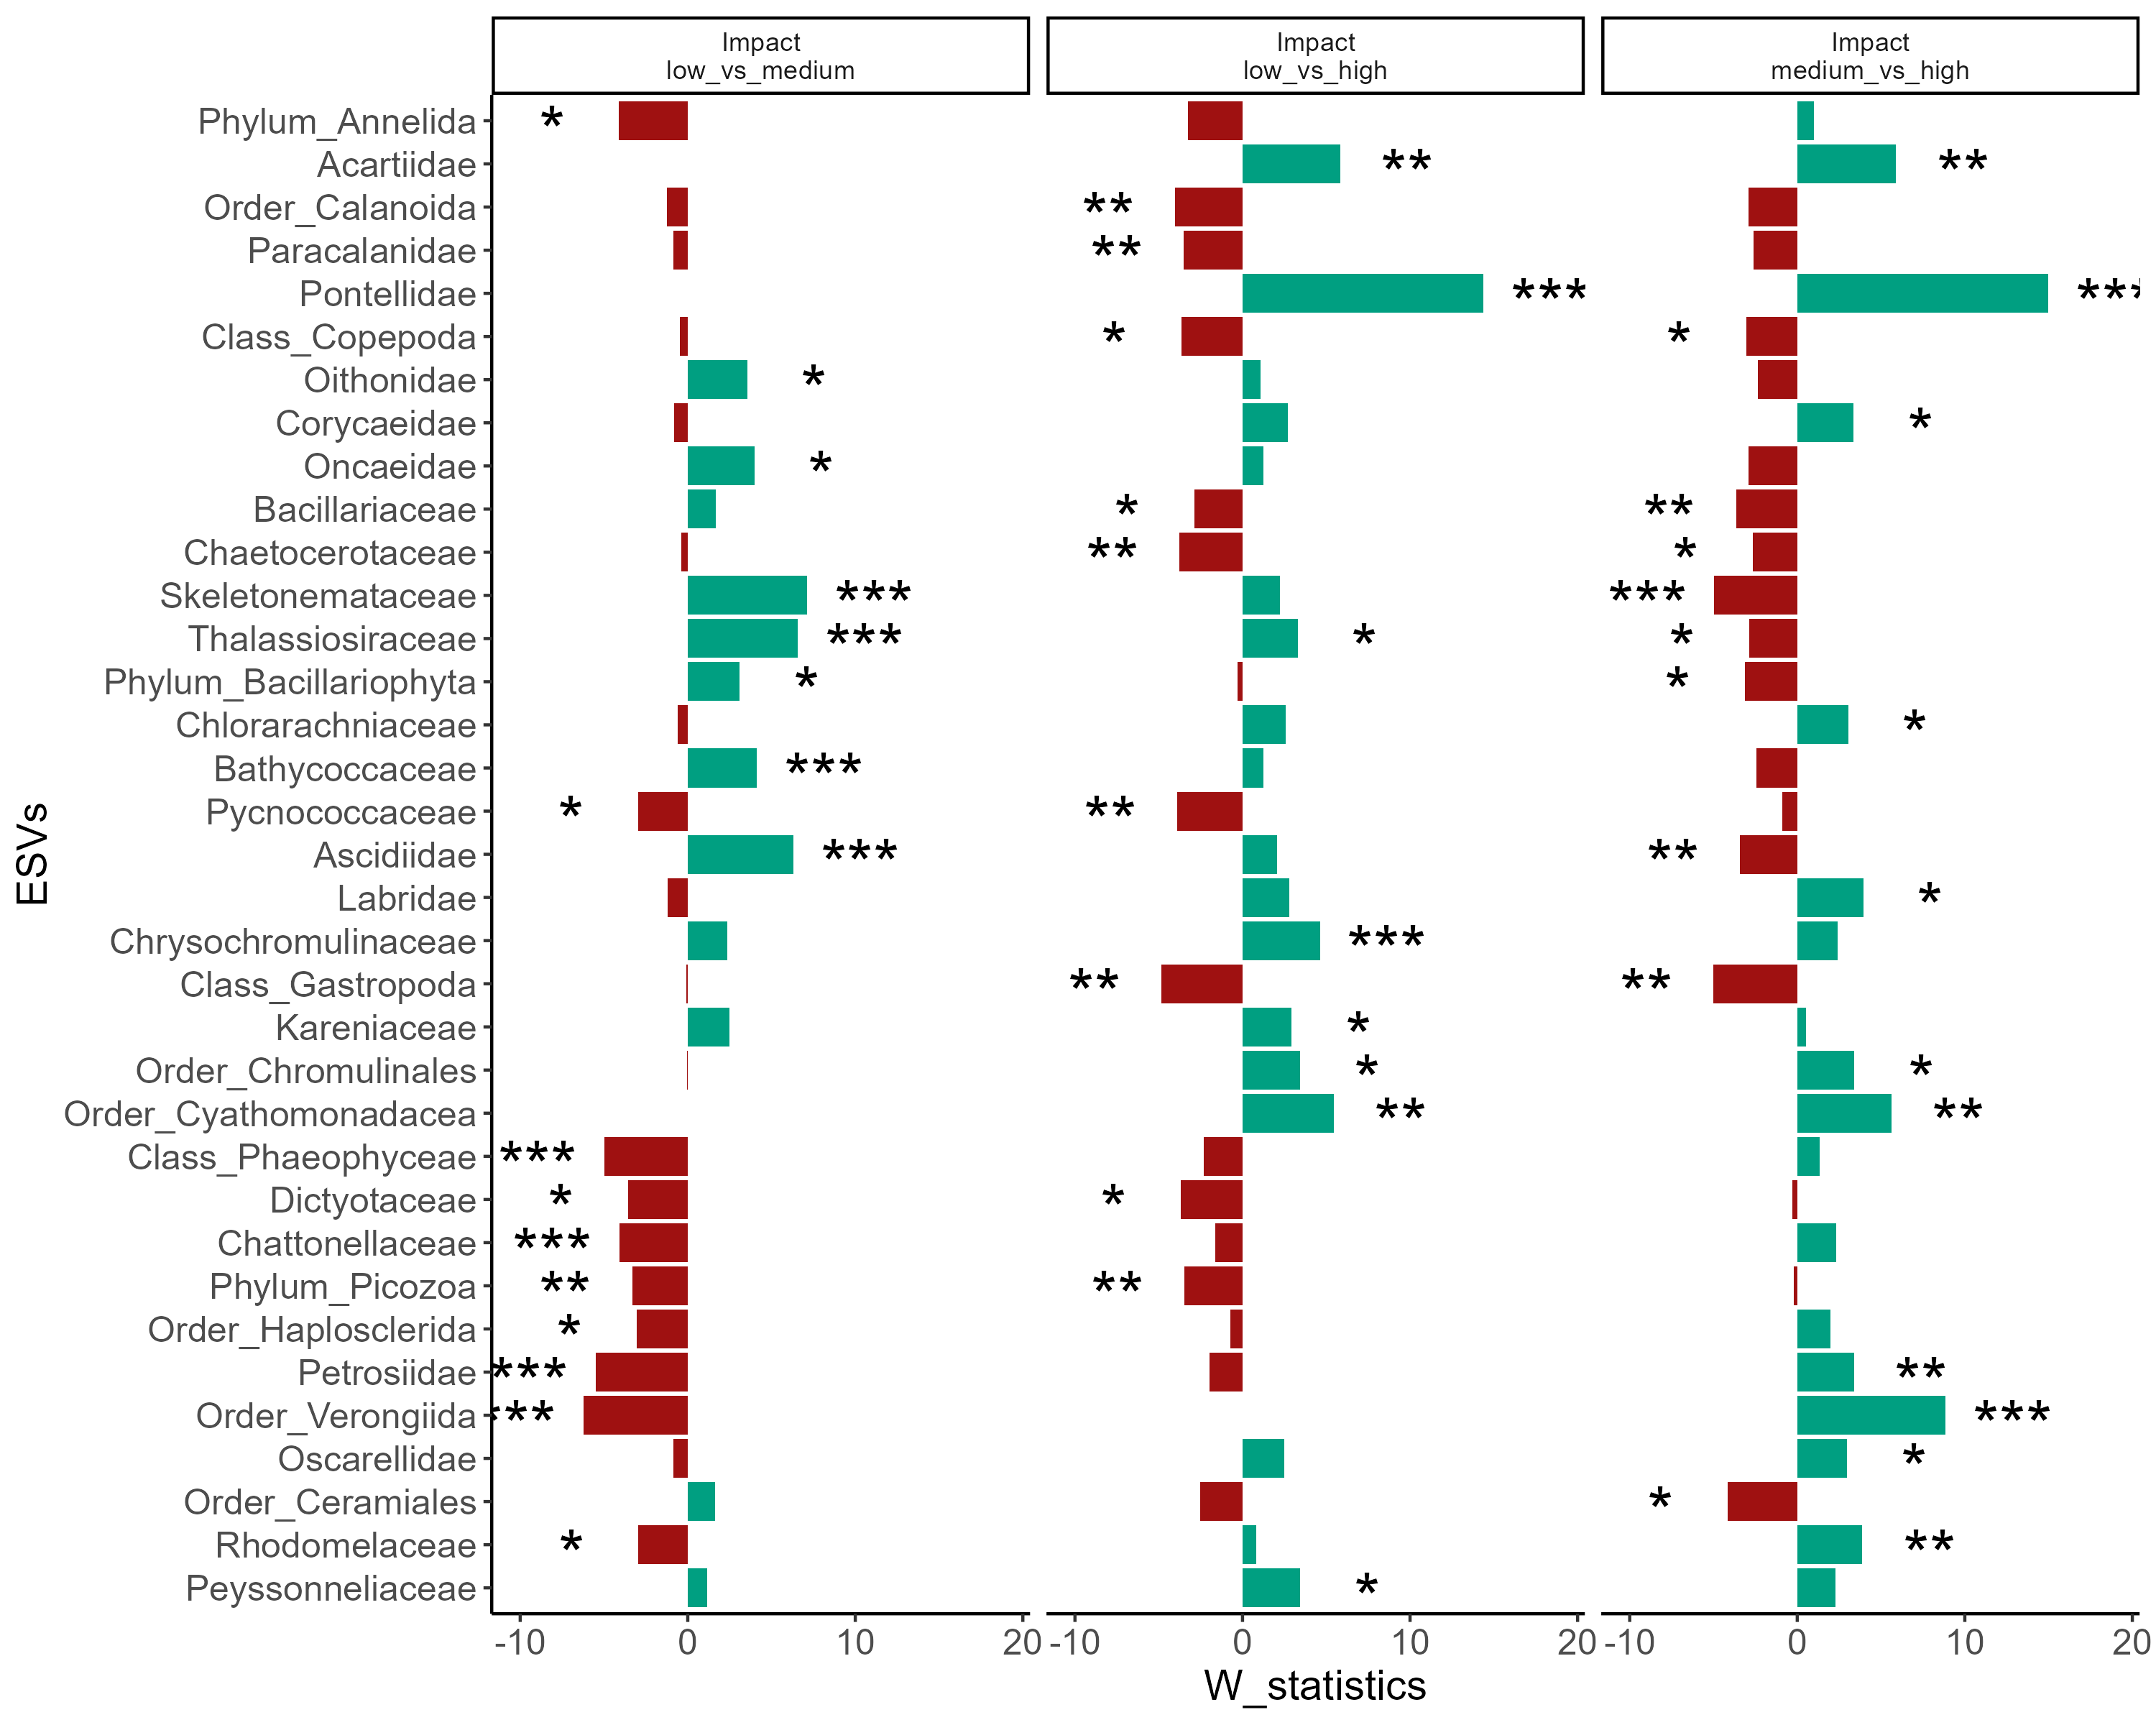 Impact
low_vs_medium
Impact
low_vs_high
Impact
medium_vs_high
ESVs
Phylum_Annelida * 
Acartiidae ** **
Order_Calanoida **
Paracalanidae **
Pontellidae *** ***
Class_Copepoda * *
Oithonidae *
Corycaeidae *
Oncaeidae *
Bacillariaceae * **
Chaetocerotaceae ** *
Skeletonemataceae *** ***
Thalassiosiraceae *** * *
Phylum_Bacillariophyta * *
Chlorarachniaceae *
Bathycoccaceae ***
Pycnococcaceae * **
Ascidiidae *** **
Labridae *
Chrysochromulinaceae ***
Class_Gastropoda ** **
Kareniaceae *
Order_Chromulinales * *
Order_Cyathomonadacea ** **
Class_Phaeophyceae ***
Dictyotaceae * *
Chattonellaceae ***
Phylum_Picozoa ** **
Order_Haplosclerida *
Petrosiidae *** **
Order_Verongiida *** ***
Oscarellidae *
Order_Ceramiales *
Rhodomelaceae * **
Peyssonneliaceae *
-10 0 10 20 -10 0 10 20 -10 0 10 20
W_statistics